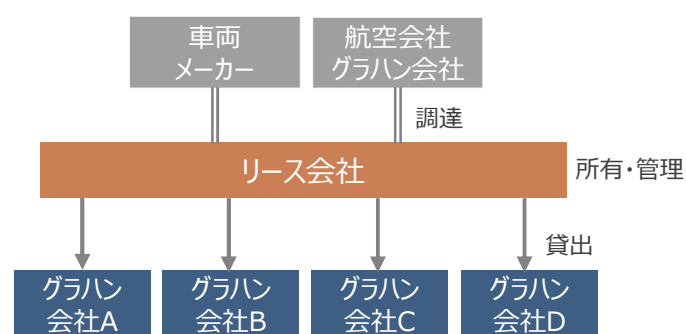 車両
メーカー
航空会社
グラハン会社
調達
リース会社
所有・管理
貸出
グラハン
会社A
グラハン
会社B
グラハン
会社C
グラハン
会社D